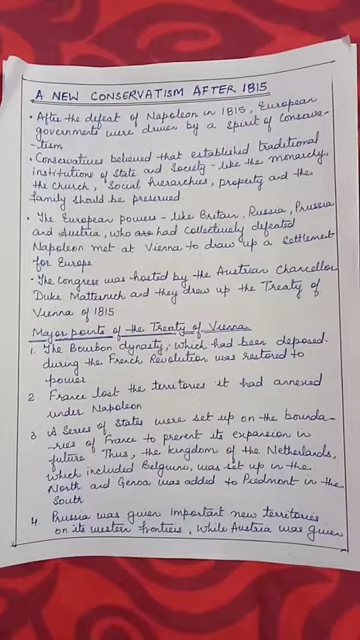 A NEW CONSERVATISM AFTER 1815
• After the defeat of Napoleon in 1815, European
governments were driven by a spirit of Conserva-
-tism
• Conservatives believed that established traditional
institutions of State and Society - like the monarchy,
the church, Social hierarchies, property and the
family should be preserved.
• The European powers - like Britain, Russia, Prussia
and Austria, who are had collectively defeated
Napoleon met at Vienna to draw up a Settlement
for Europe
• The Congress was hosted by the Austrian Chancellor
Duke Matternich and they drew up the Treaty of
Vienna of 1815
Major points of the Treaty of Vienna
1. The Bourbon dynasty, which had been deposed
during the French Revolution was restored to
power
2 France lost the territories it had annexed
under Napoleon
3. A Series of States were set up on the bounda-
-ries of France to prevent its expansion in
future Thus, the kingdom of the Netherlands,
which included Belguim, was set up in the
North and Genoa was added to Piedmont in the
South
4 Prussia was given Important new territories
on its western frontiers, while Austria was given